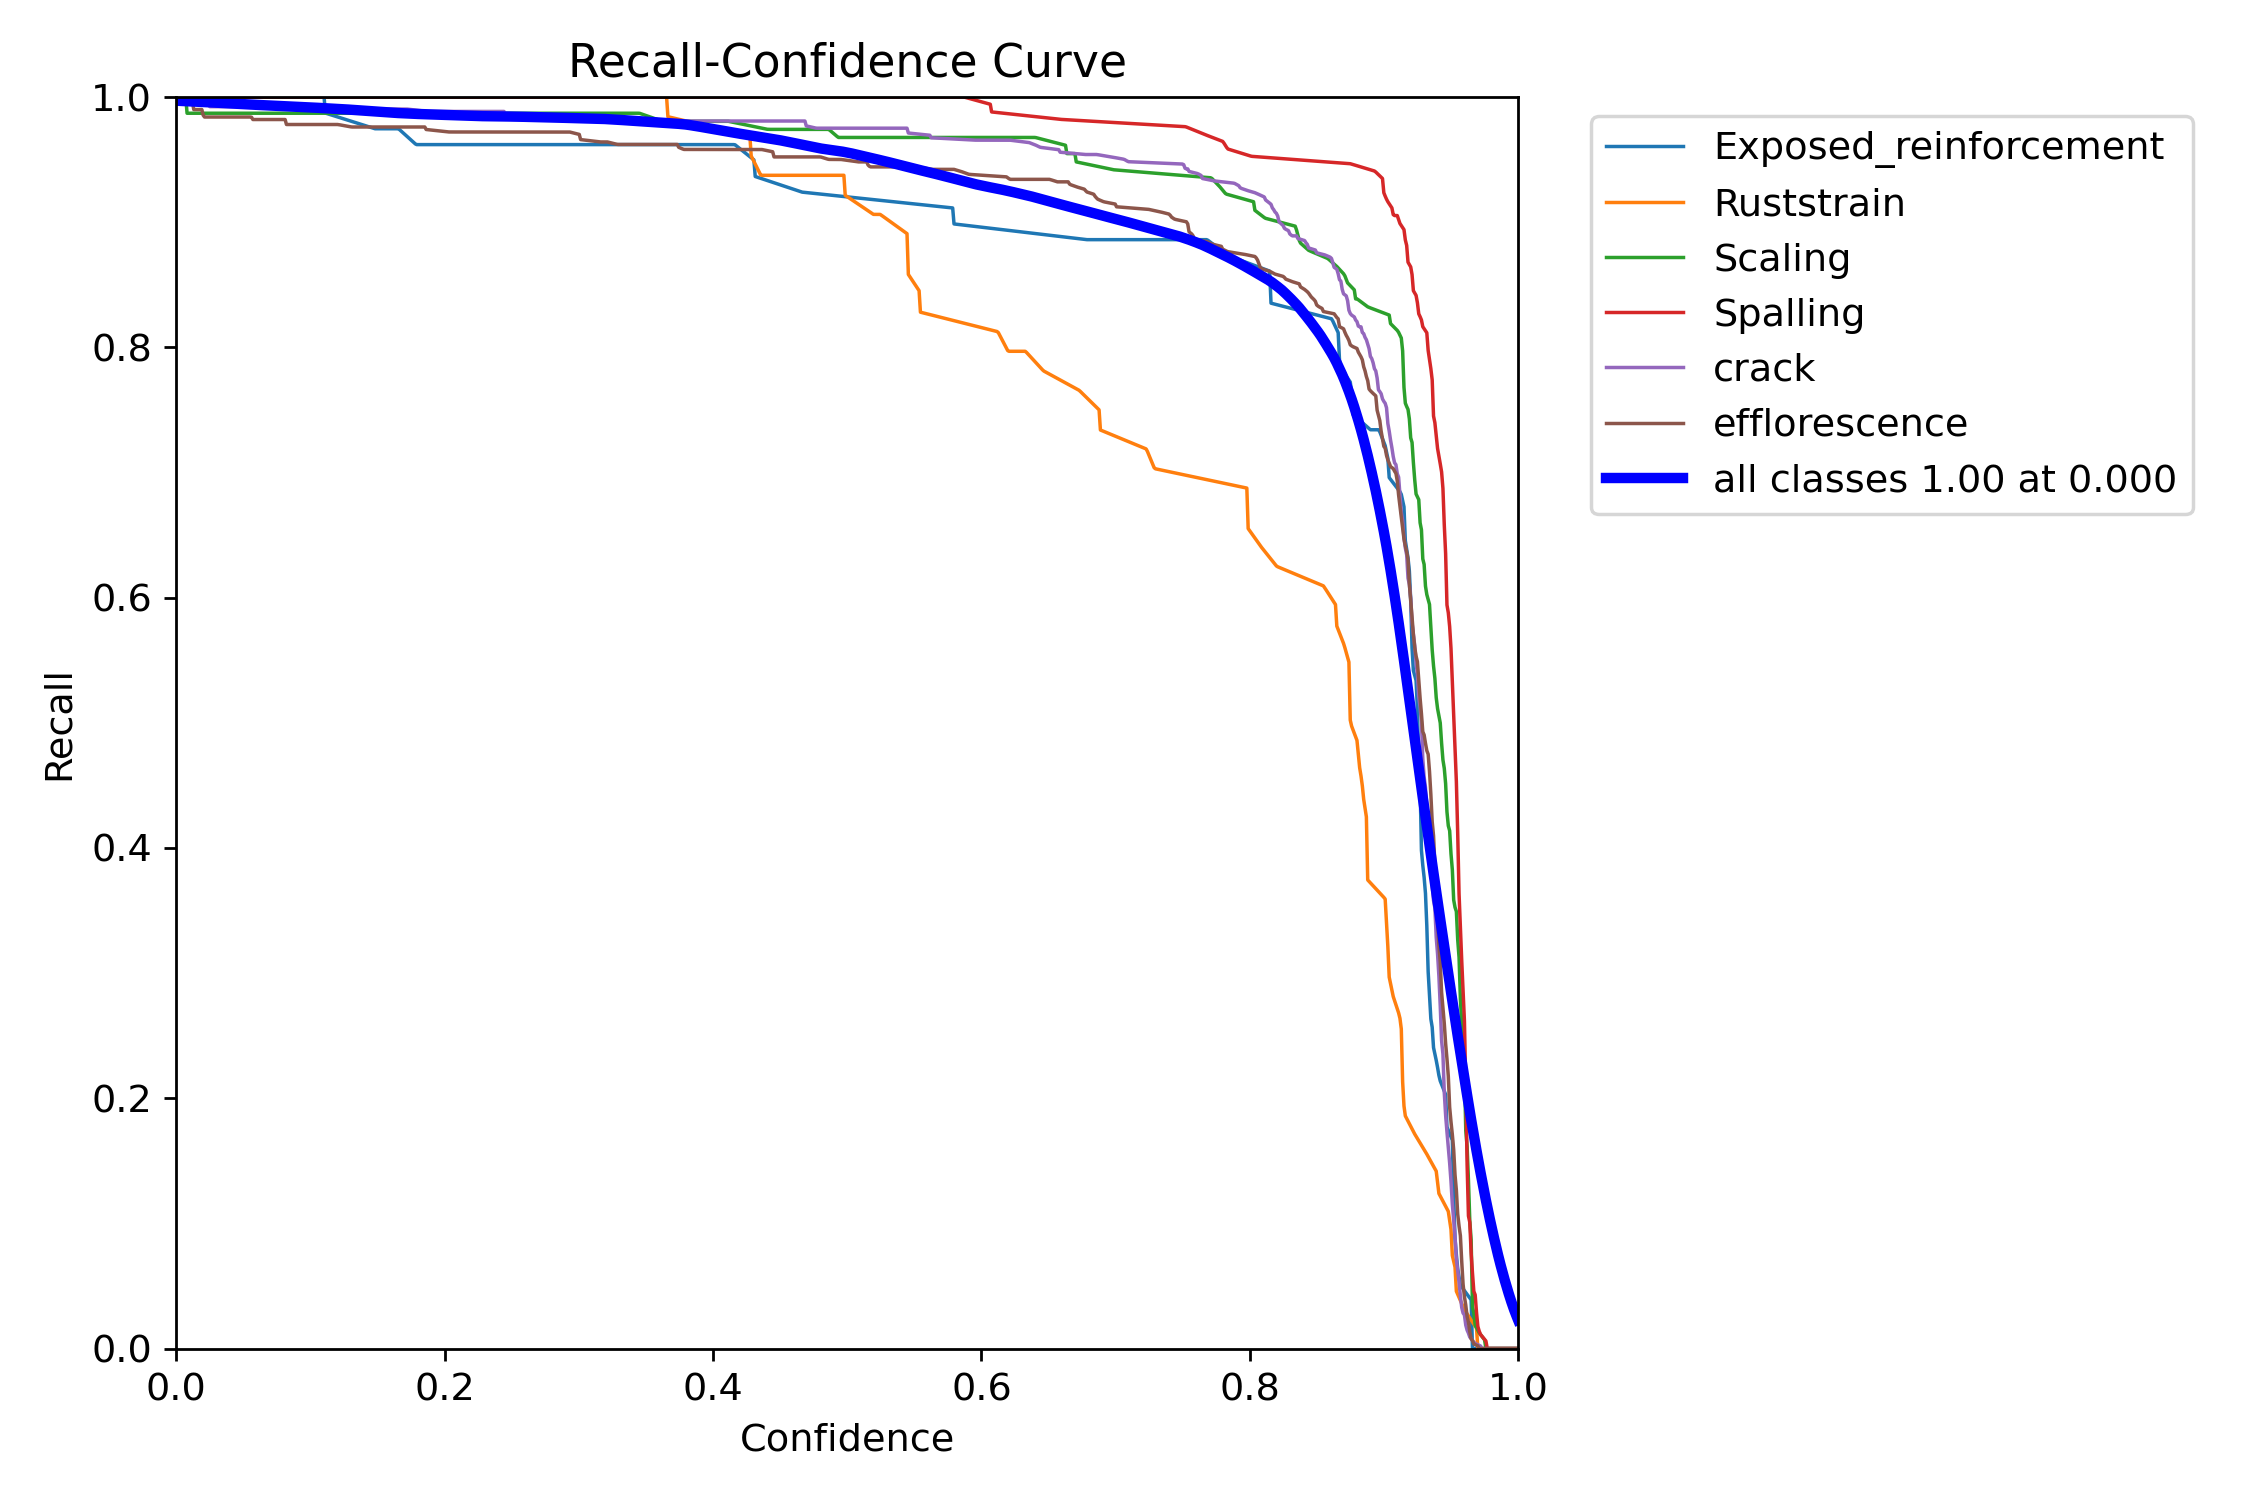 Recall-Confidence Curve
1.0
0.8
0.6
0.4
0.2
0.0
Recall
0.0 0.2 0.4 0.6 0.8 1.0
Confidence
Exposed_reinforcement
Ruststrain
Scaling
Spalling
crack
efflorescence
all classes 1.00 at 0.000